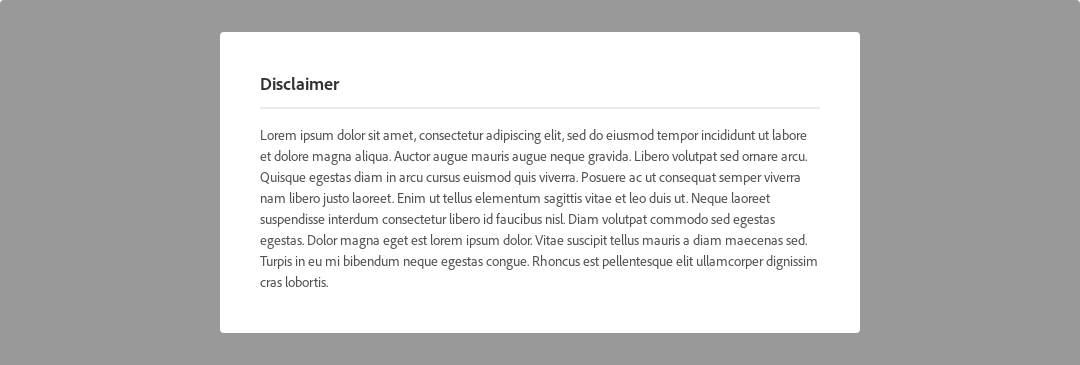 Disclaimer
Lorem ipsum dolor sit amet, consectetur adipiscing elit, sed do eiusmod tempor incididunt ut labore
et dolore magna aliqua. Auctor augue mauris augue neque gravida. Libero volutpat sed ornare arcu.
Quisque egestas diam in arcu cursus euismod quis viverra. Posuere ac ut consequat semper viverra
nam libero justo laoreet. Enim ut tellus elementum sagittis vitae et leo duis ut. Neque laoreet
suspendisse interdum consectetur libero id faucibus nisl. Diam volutpat commodo sed egestas
egestas. Dolor magna eget est lorem ipsum dolor. Vitae suscipit tellus mauris a diam maecenas sed.
Turpis in eu mi bibendum neque egestas congue. Rhoncus est pellentesque elit ullamcorper dignissim
cras lobortis.